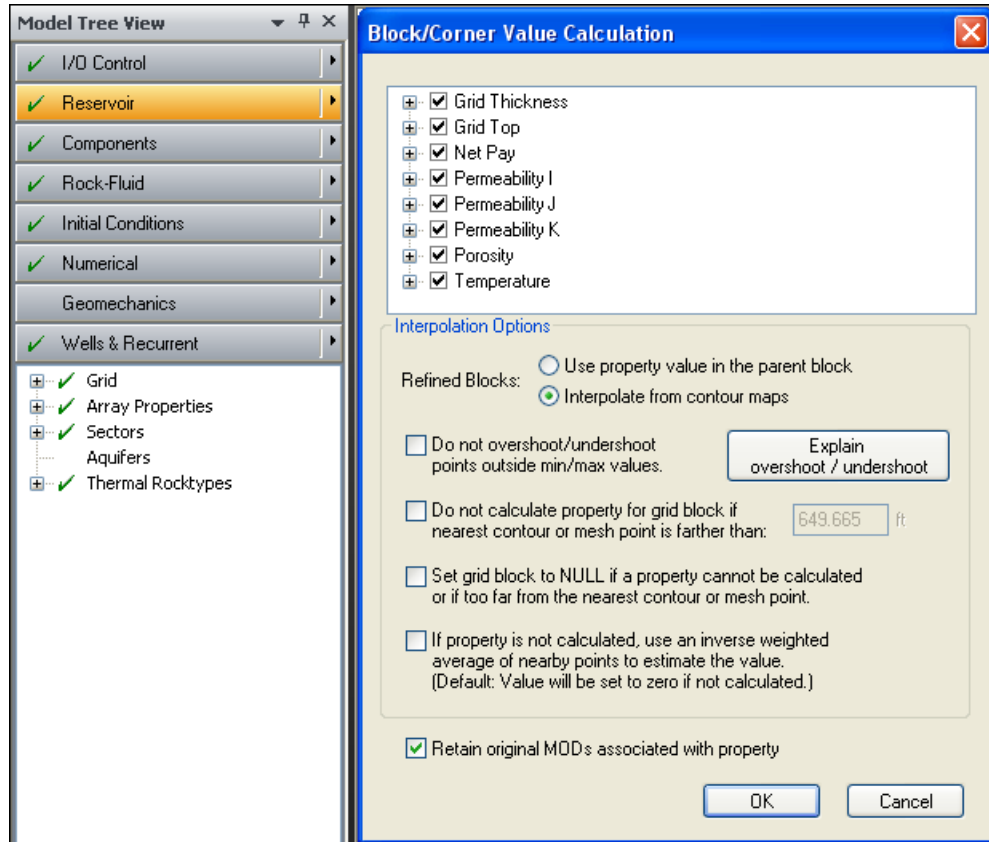 Model Tree View
I/O Control
Reservoir
Components
Rock-Fluid
Initial Conditions
Numerical
Geomechanics
Wells & Recurrent
Grid
Array Properties
Sectors
Aquifers
Thermal Rocktypes
Block/Corner Value Calculation
Grid Thickness
Grid Top
Net Pay
Permeability I
Permeability J
Permeability K
Porosity
Temperature
Interpolation Options
Refined Blocks:
Use property value in the parent block
Interpolate from contour maps
Do not overshoot/undershoot
points outside min/max values.
Explain
overshoot / undershoot
Do not calculate property for grid block if
nearest contour or mesh point is farther than:
649.665 ft
Set grid block to NULL if a property cannot be calculated
or if too far from the nearest contour or mesh point.
If property is not calculated, use an inverse weighted
average of nearby points to estimate the value.
(Default: Value will be set to zero if not calculated.)
Retain original MODs associated with property
OK
Cancel